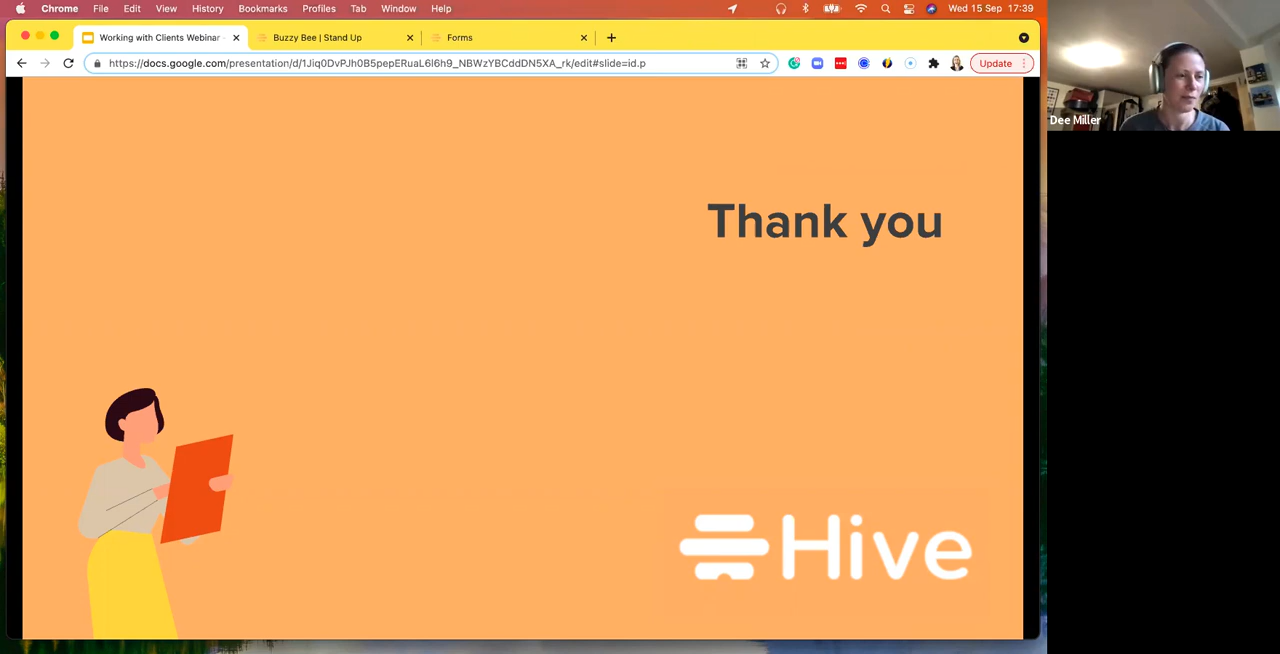 Chrome File Edit View History Bookmarks Profiles Tab Window Help Wed 15 Sep 17:39
Working with Clients Webinar - Buzzy Bee | Stand Up Forms
https://docs.google.com/presentation/d/1Jiq0DvPJh0B5pepERuaL6l6h9_NBWzYBCddDN5XA_rk/edit#slide=id.p Update
Dee Miller
Thank you
Hive